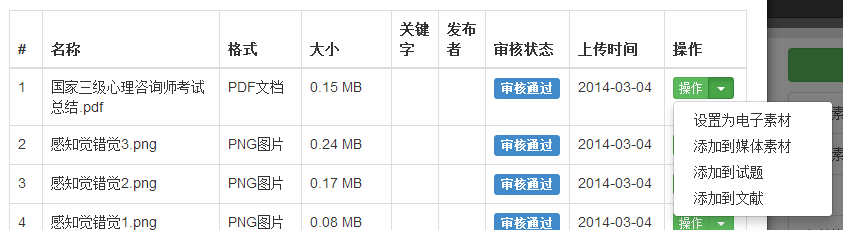 # 名称 格式 大小 关键字 发布者 审核状态 上传时间 操作
1 国家三级心理咨询师考试总结.pdf PDF文档 0.15 MB 审核通过 2014-03-04 操作
设置为电子素材
2 感知觉错觉3.png PNG图片 0.24 MB 审核通过 2014-03-04
添加到媒体素材
添加到试题
3 感知觉错觉2.png PNG图片 0.17 MB 审核通过 2014-03-04
添加到文献
4 感知觉错觉1.png PNG图片 0.08 MB 审核通过 2014-03-04 操作